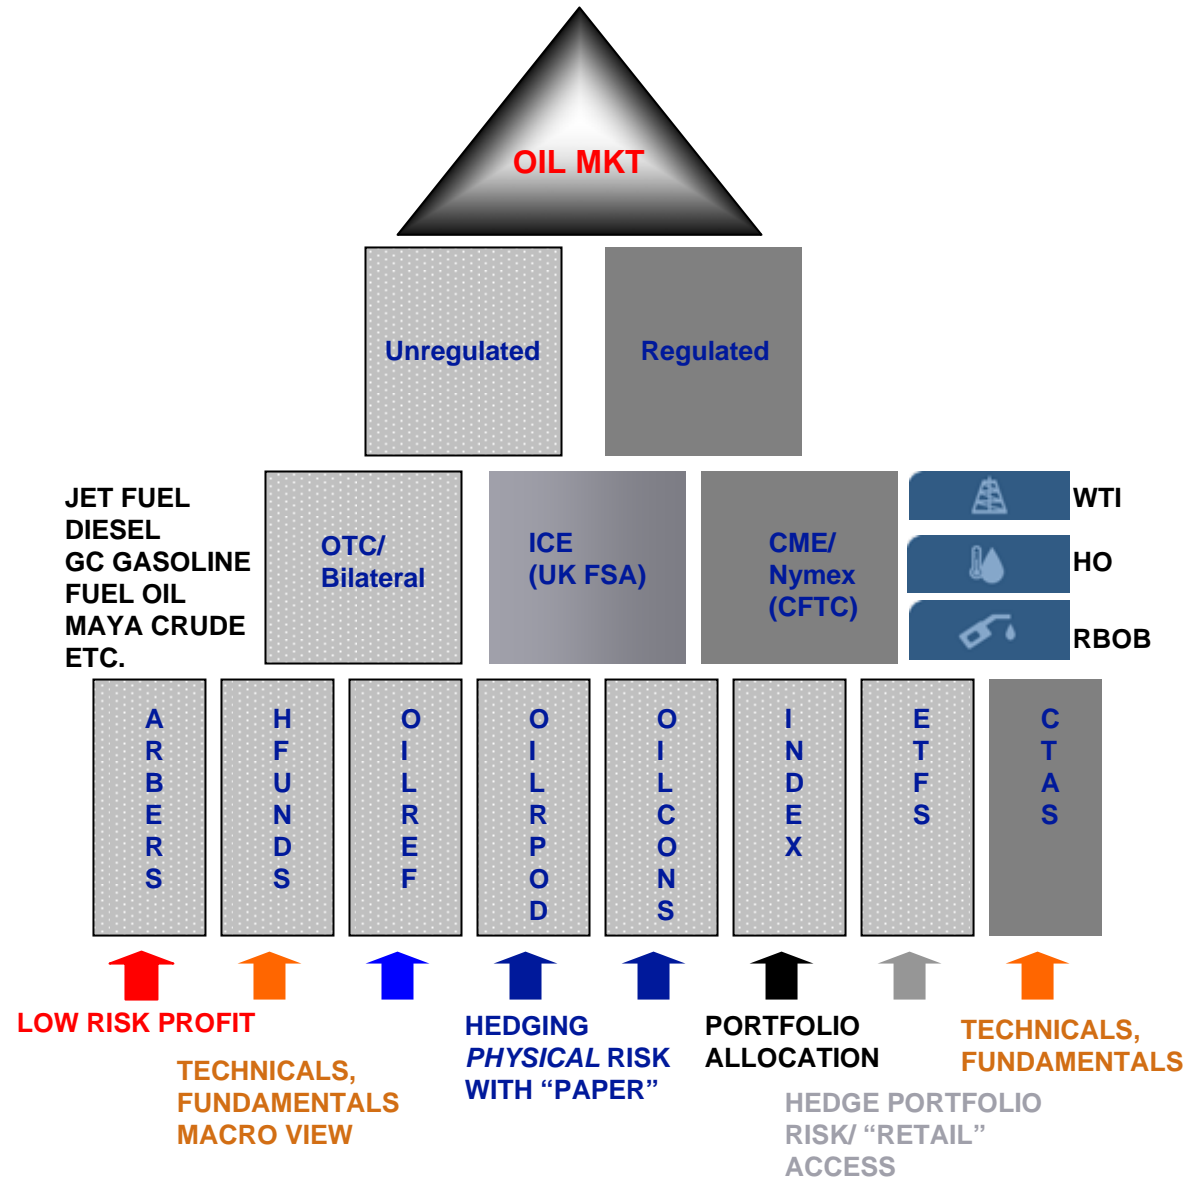 OIL MKT
Unregulated
Regulated
JET FUEL
DIESEL
GC GASOLINE
FUEL OIL
MAYA CRUDE
ETC.
OTC/
Bilateral
ICE
(UK FSA)
CME/
Nymex
(CFTC)
WTI
HO
RBOB
ARBERS
HFUNDS
OILREF
OILRPOD
OILCONS
INDEX
ETFS
CTAS
LOW RISK PROFIT
TECHNICALS,
FUNDAMENTALS
MACRO VIEW
HEDGING
PHYSICAL RISK
WITH “PAPER”
PORTFOLIO
ALLOCATION
HEDGE PORTFOLIO
RISK/ “RETAIL”
ACCESS
TECHNICALS,
FUNDAMENTALS